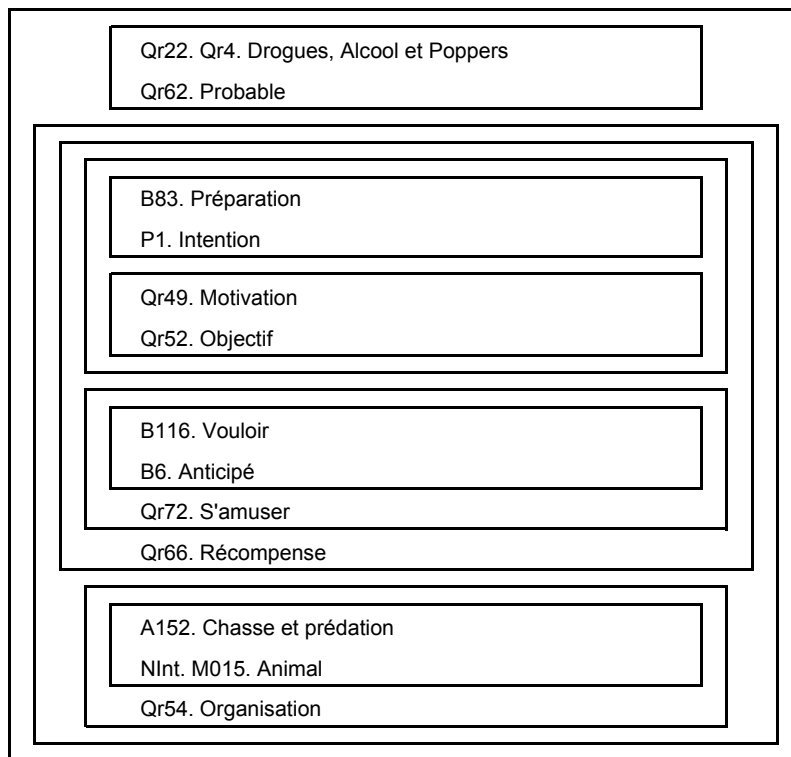 Qr22. Qr4. Drogues, Alcool et Poppers
Qr62. Probable
B83. Préparation
P1. Intention
Qr49. Motivation
Qr52. Objectif
B116. Vouloir
B6. Anticipé
Qr72. S'amuser
Qr66. Récompense
A152. Chasse et prédation
NInt. M015. Animal
Qr54. Organisation